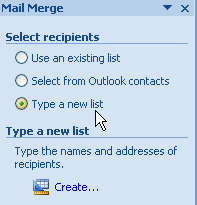 Mail Merge
Select recipients
Use an existing list
Select from Outlook contacts
Type a new list
Type a new list
Type the names and addresses of
recipients.
Create...